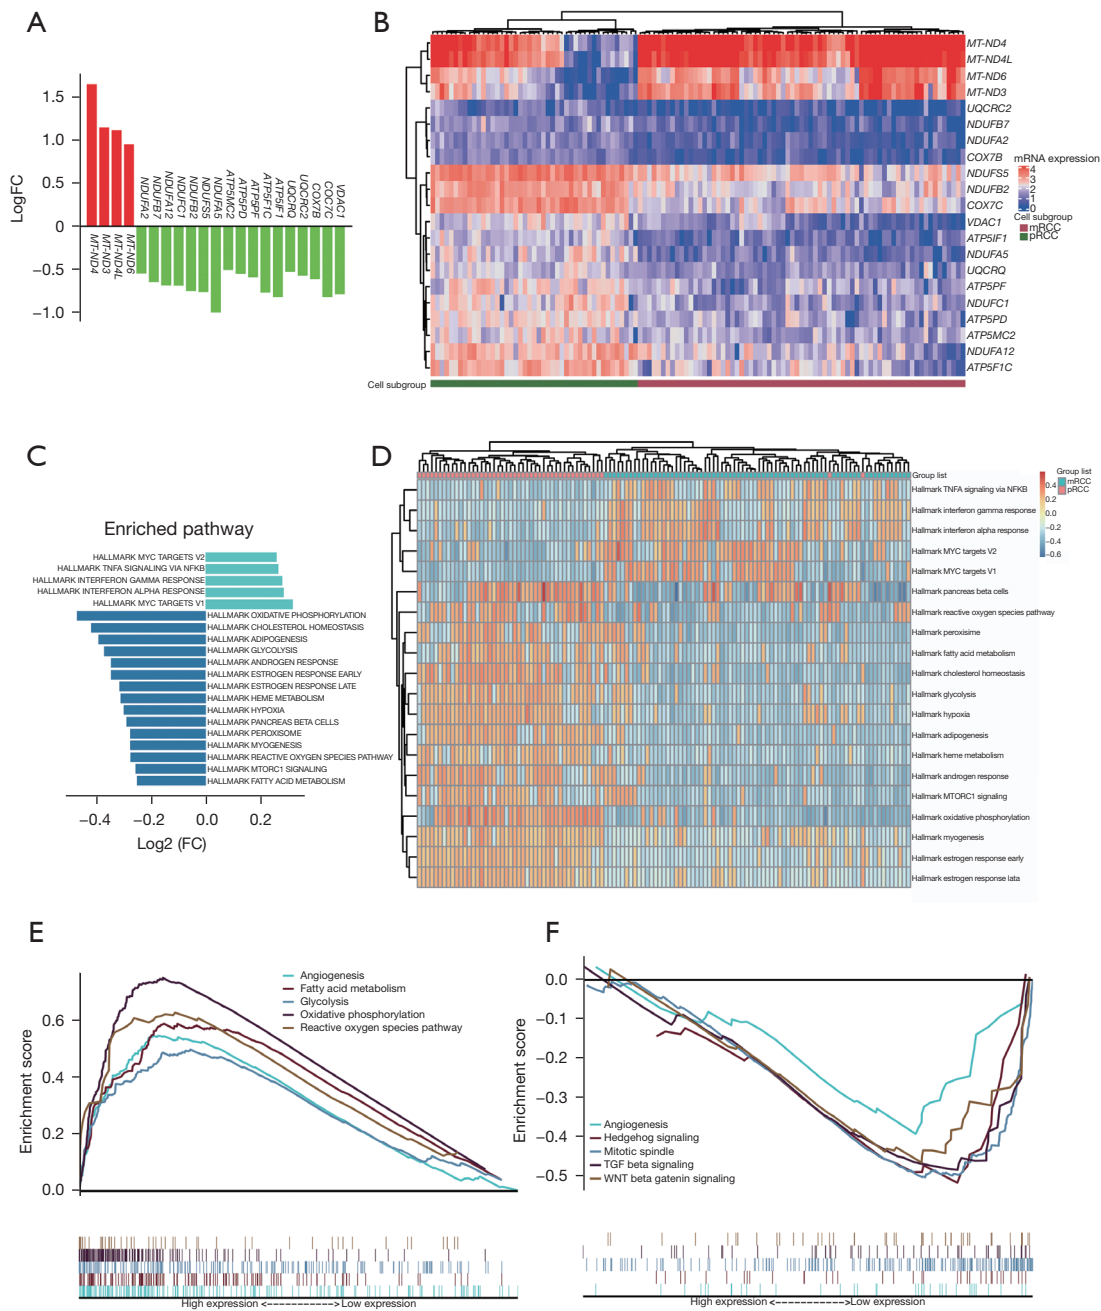 A
LogFC
1.5
1.0
0.5
0
−0.5
−1.0
MT-ND4
MT-ND3
MT-ND4L
MT-ND6
NDUFA2
NDUFB7
NDUFA12
NDUFC1
NDUFB2
NDUFS5
NDUFA5
ATP5MC2
ATP5PD
ATP5PF
ATP5F1C
ATP5IF1
UQCRQ
UQCRC2
COX7B
COC7C
VDAC1
B
MT-ND4
MT-ND4L
MT-ND6
MT-ND3
UQCRC2
NDUFB7
NDUFA2
COX7B
NDUFS5
NDUFB2
COX7C
VDAC1
ATP5IF1
NDUFA5
UQCRQ
ATP5PF
NDUFC1
ATP5PD
ATP5MC2
NDUFA12
ATP5F1C
Cell subgroup
mRNA expression
4
3
2
1
0
Cell subgroup
mRCC
pRCC
C
Enriched pathway
HALLMARK MYC TARGETS V2
HALLMARK TNFA SIGNALING VIA NFKB
HALLMARK INTERFERON GAMMA RESPONSE
HALLMARK INTERFERON ALPHA RESPONSE
HALLMARK MYC TARGETS V1
HALLMARK OXIDATIVE PHOSPHORYLATION
HALLMARK CHOLESTEROL HOMEOSTASIS
HALLMARK ADIPOGENESIS
HALLMARK GLYCOLYSIS
HALLMARK ANDROGEN RESPONSE
HALLMARK ESTROGEN RESPONSE EARLY
HALLMARK ESTROGEN RESPONSE LATE
HALLMARK HEME METABOLISM
HALLMARK HYPOXIA
HALLMARK PANCREAS BETA CELLS
HALLMARK PEROXISOME
HALLMARK MYOGENESIS
HALLMARK REACTIVE OXYGEN SPECIES PATHWAY
HALLMARK MTORC1 SIGNALING
HALLMARK FATTY ACID METABOLISM
−0.4 −0.2 0.0 0.2
Log2 (FC)
D
Group list
Hallmark TNFA signaling via NFKB
Hallmark interferon gamma response
Hallmark interferon alpha response
Hallmark MYC targets V2
Hallmark MYC targets V1
Hallmark pancreas beta cells
Hallmark reactive oxygen species pathway
Hallmark peroxisime
Hallmark fatty acid metabolism
Hallmark cholesterol homeostasis
Hallmark glycolysis
Hallmark hypoxia
Hallmark adipogenesis
Hallmark heme metabolism
Hallmark androgen response
Hallmark MTORC1 signaling
Hallmark oxidative phosphorylation
Hallmark myogenesis
Hallmark estrogen response early
Hallmark estrogen response lata
0.4
0.2
0.0
−0.4
−0.6
Group list
mRCC
pRCC
E
Enrichment score
0.6
0.4
0.2
0.0
Angiogenesis
Fatty acid metabolism
Glycolysis
Oxidative phosphorylation
Reactive oxygen species pathway
High expression <------------> Low expression
F
Enrichment score
0.0
−0.1
−0.2
−0.3
−0.4
−0.5
Angiogenesis
Hedgehog signaling
Mitotic spindle
TGF beta signaling
WNT beta gatenin signaling
High expression <------------> Low expression